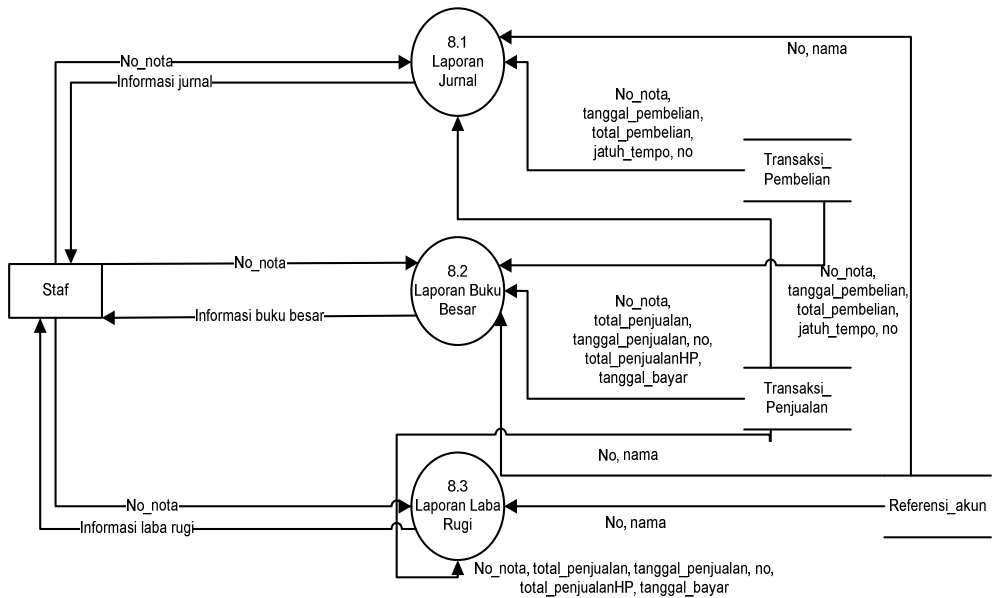 8.1
Laporan
Jurnal
No, nama
No_nota
Informasi jurnal
No_nota,
tanggal_pembelian,
total_pembelian,
jatuh_tempo, no
Transaksi_
Pembelian
Staf
No_nota
Informasi buku besar
8.2
Laporan Buku
Besar
No_nota,
tanggal_pembelian,
total_pembelian,
jatuh_tempo, no
No_nota,
total_penjualan,
tanggal_penjualan, no,
total_penjualanHP,
tanggal_bayar
Transaksi_
Penjualan
No, nama
8.3
Laporan Laba
Rugi
No_nota
Informasi laba rugi
Referensi_akun
No, nama
No_nota, total_penjualan, tanggal_penjualan, no,
total_penjualanHP, tanggal_bayar